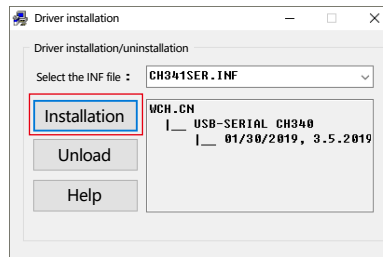 Driver installation
Driver installation/uninstallation
Select the INF file : CH341SER.INF
Installation
WCH.CN
|__ USB-SERIAL CH340
|__ 01/30/2019, 3.5.2019
Unload
Help